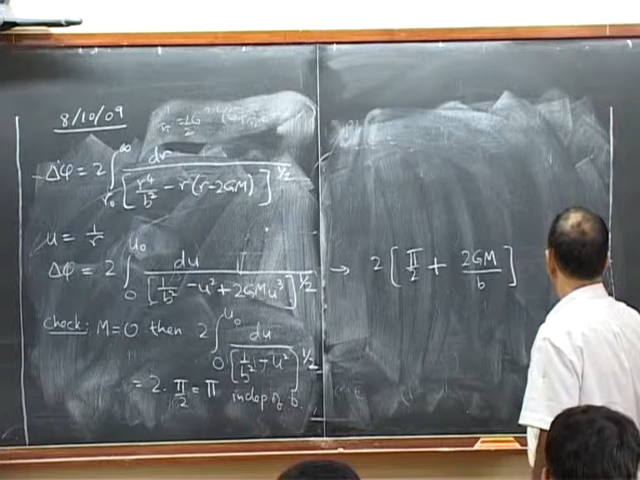 8/10/09
Δφ = 2 ∫_{r₀}^{∞} dr / [r⁴/b² - r(r-2GM)]^{1/2}
u = 1/r
Δφ = 2 ∫_{0}^{u₀} du / [1/b² - u² + 2GMu³]^{1/2} → 2[π/2 + 2GM/b]
check: M=0 then 2 ∫_{0}^{u₀} du / [1/b² - u²]^{1/2}
= 2·π/2 = π indep of b.